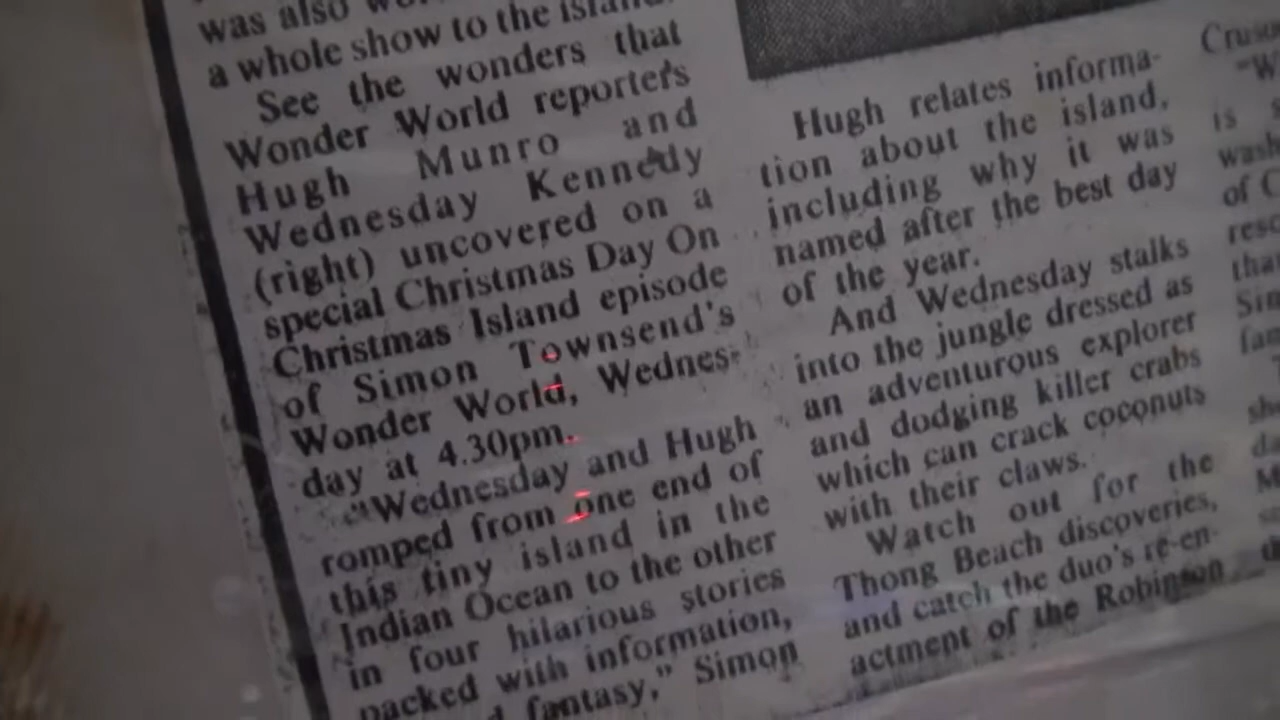 was also
a whole show to the island.
See the wonders that
Wonder World reporters
Hugh Munro and
Wednesday Kennedy
(right) uncovered on a
special Christmas Day On
Christmas Island episode
of Simon Townsend's
Wonder World, Wednes-
day at 4.30pm.
"Wednesday and Hugh
romped from one end of
this tiny island in the
Indian Ocean to the other
in four hilarious stories
packed with information,
fantasy," Simon
Hugh relates informa-
tion about the island,
including why it was
named after the best day
of the year.
And Wednesday stalks
into the jungle dressed as
an adventurous explorer
and dodging killer crabs
which can crack coconuts
with their claws.
Watch out for the
Thong Beach discoveries,
and catch the duo's re-en-
actment of the Robinson
"W
is
of C